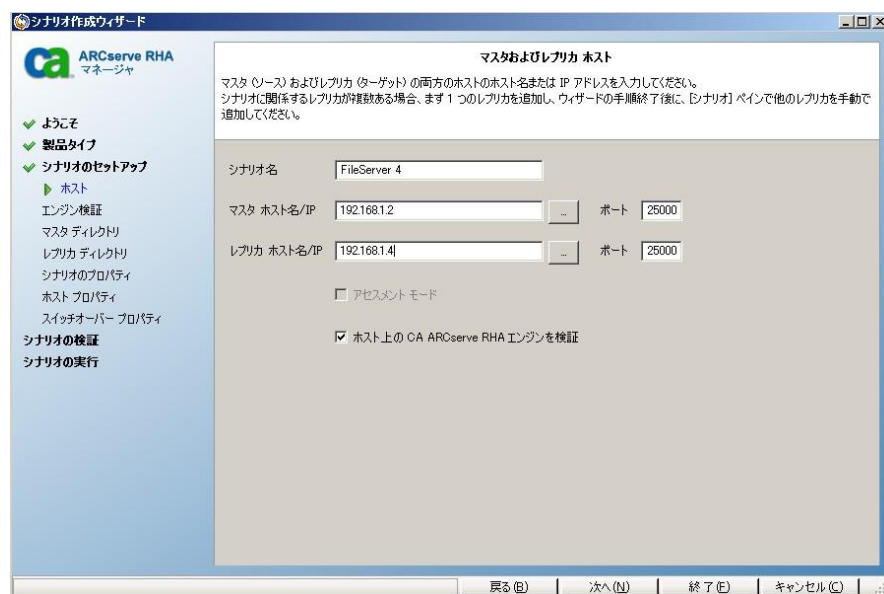 シナリオ作成ウィザード
ca
ARCserve RHA
マネージャ
ようこそ
製品タイプ
シナリオのセットアップ
ホスト
エンジン検証
マスタ ディレクトリ
レプリカ ディレクトリ
シナリオのプロパティ
ホスト プロパティ
スイッチオーバー プロパティ
シナリオの検証
シナリオの実行
マスタおよびレプリカ ホスト
マスタ (ソース) およびレプリカ (ターゲット) の両方のホストのホスト名または IP アドレスを入力してください。
シナリオに関係するレプリカが複数ある場合、まず 1 つのレプリカを追加し、ウィザードの手順終了後に、[シナリオ] ペインで他のレプリカを手動で
追加してください。
シナリオ名 FileServer 4
マスタ ホスト名/IP 192.168.1.2 ... ポート 25000
レプリカ ホスト名/IP 192.168.1.4 ... ポート 25000
アセスメント モード
ホスト上の CA ARCserve RHA エンジンを検証
戻る(B) 次へ(N) 終了(F) キャンセル(C)